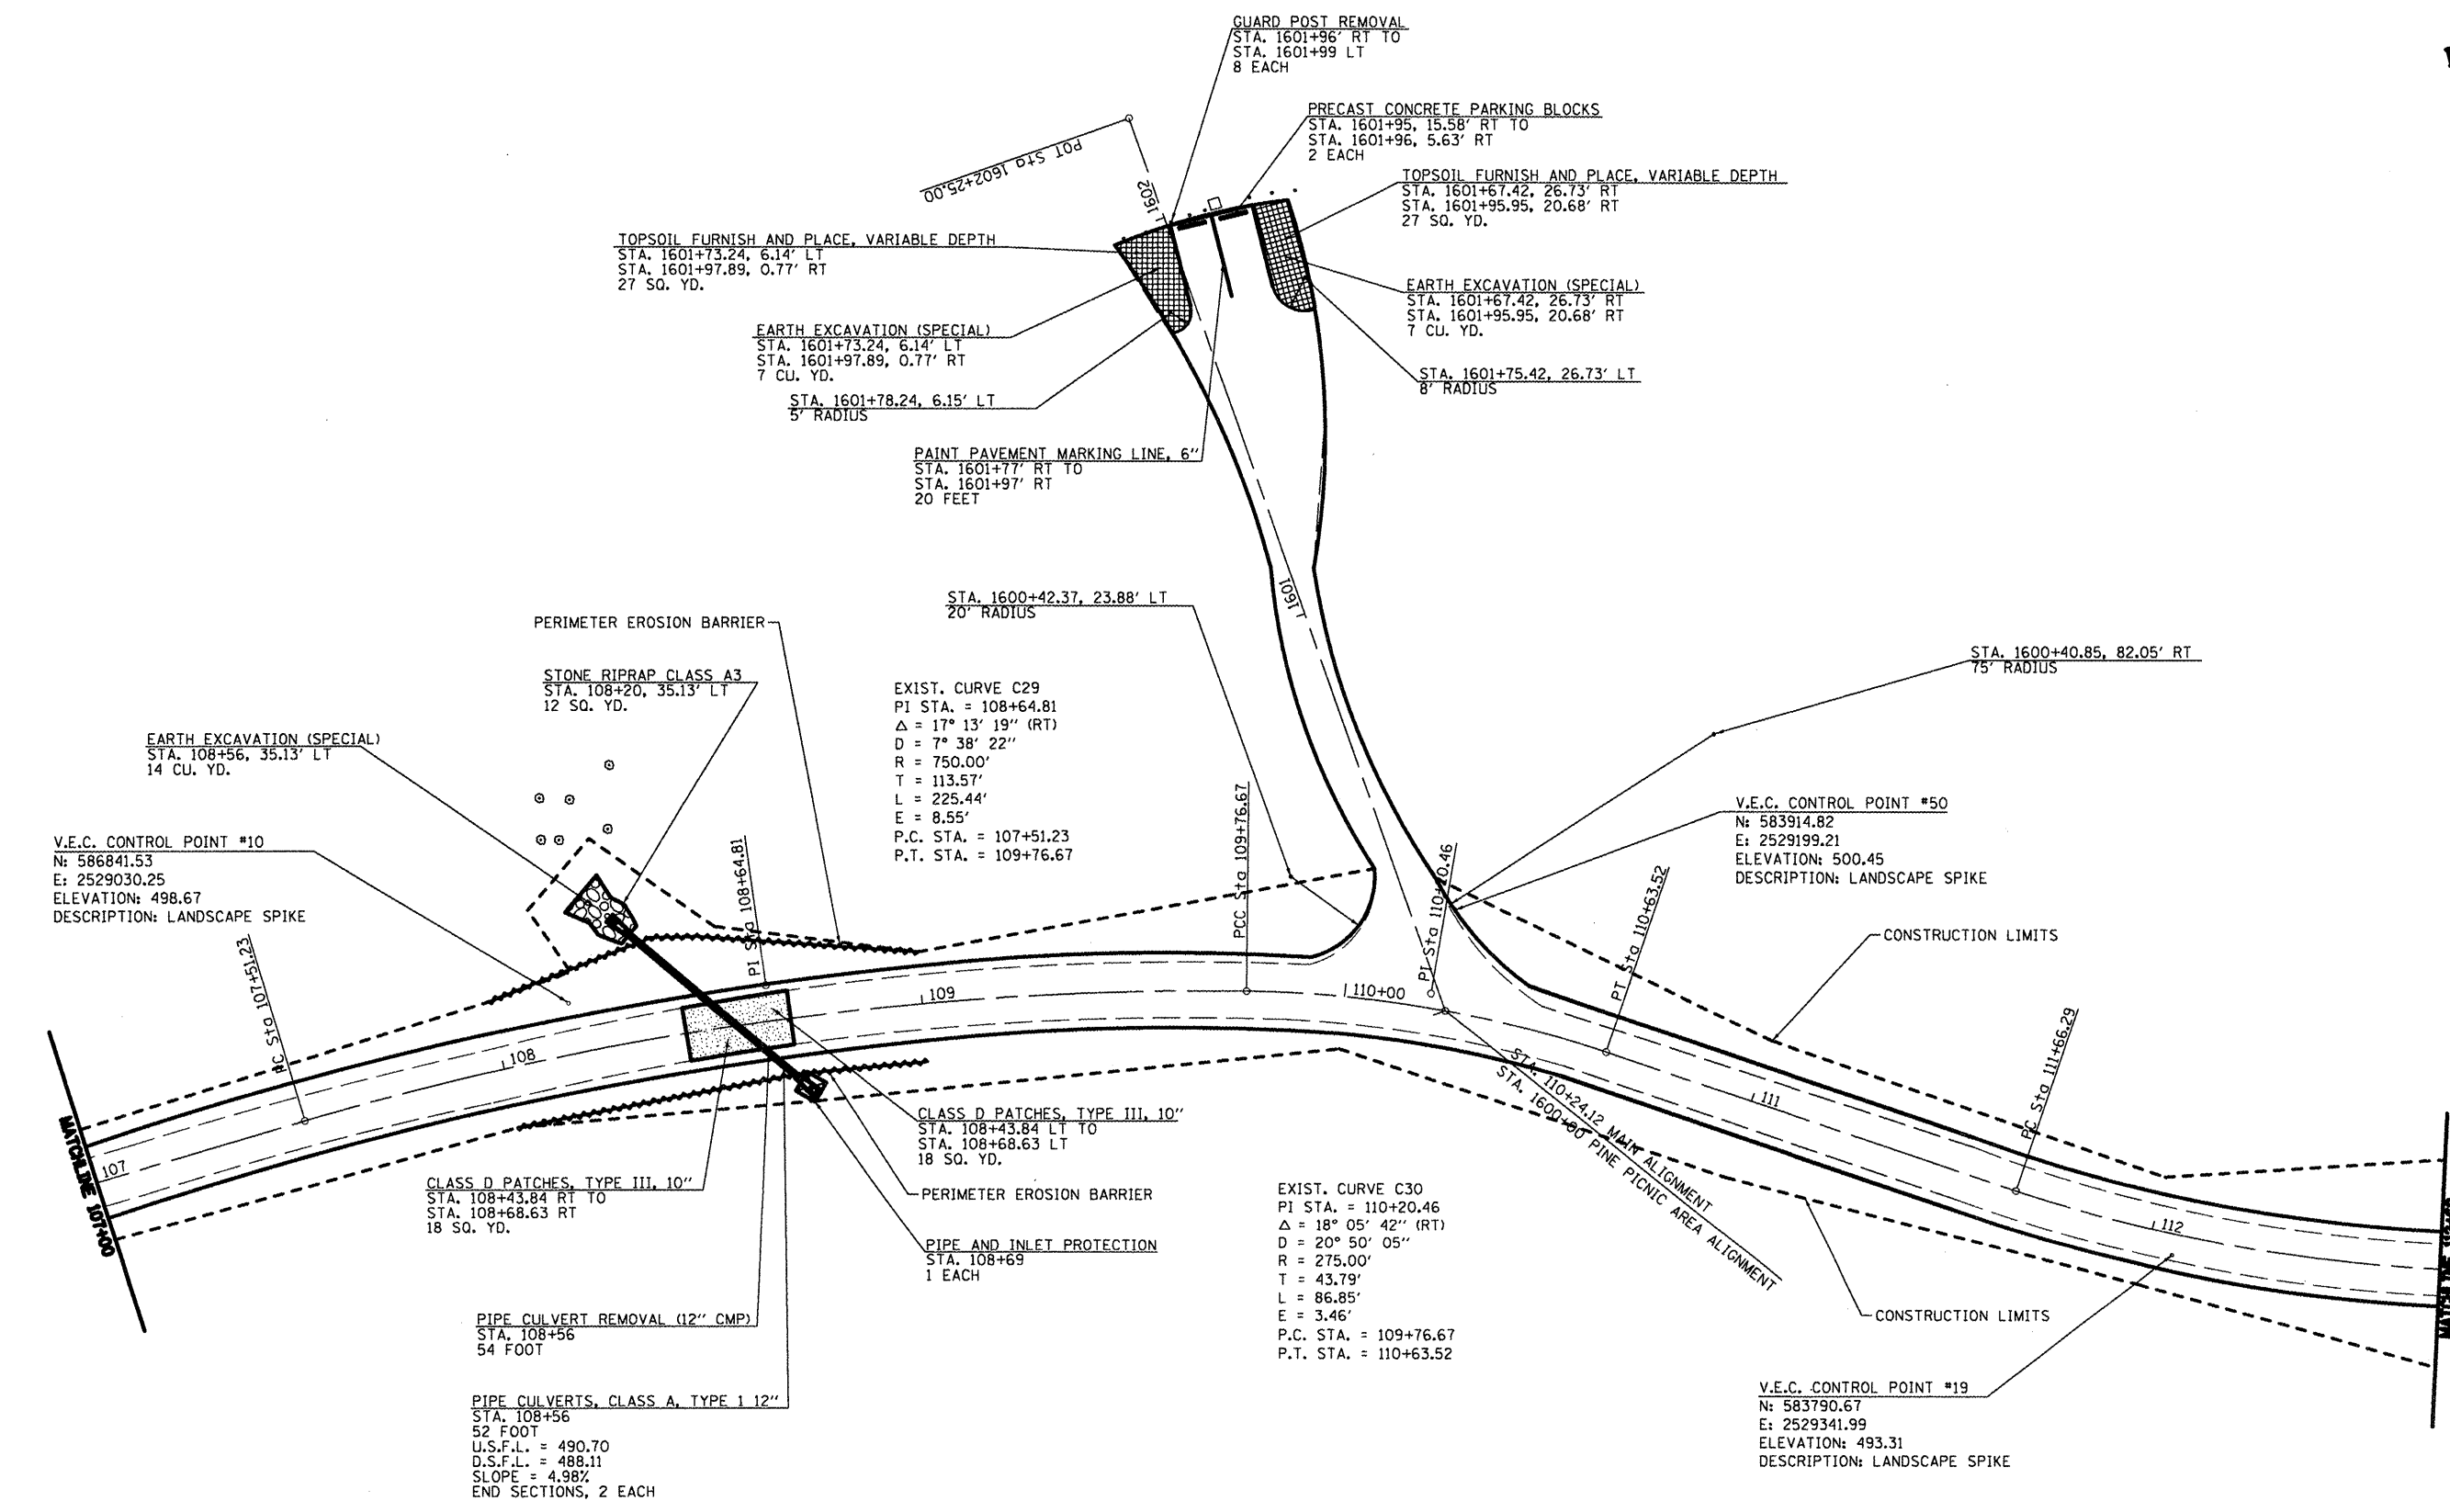 GUARD POST REMOVAL
STA. 1601+96' RT TO
STA. 1601+99 LT
8 EACH
PRECAST CONCRETE PARKING BLOCKS
STA. 1601+95, 15.58' RT TO
STA. 1601+96, 5.63' RT
2 EACH
POT Sta 1602+25.00
1602
TOPSOIL FURNISH AND PLACE, VARIABLE DEPTH
STA. 1601+67.42, 26.73' RT
STA. 1601+95.95, 20.68' RT
27 SQ. YD.
TOPSOIL FURNISH AND PLACE, VARIABLE DEPTH
STA. 1601+73.24, 6.14' LT
STA. 1601+97.89, 0.77' RT
27 SQ. YD.
EARTH EXCAVATION (SPECIAL)
STA. 1601+67.42, 26.73' RT
STA. 1601+95.95, 20.68' RT
7 CU. YD.
EARTH EXCAVATION (SPECIAL)
STA. 1601+73.24, 6.14' LT
STA. 1601+97.89, 0.77' RT
7 CU. YD.
STA. 1601+75.42, 26.73' LT
8' RADIUS
STA. 1601+78.24, 6.15' LT
5' RADIUS
PAINT PAVEMENT MARKING LINE, 6"
STA. 1601+77' RT TO
STA. 1601+97' RT
20 FEET
1601
STA. 1600+42.37, 23.88' LT
20' RADIUS
PERIMETER EROSION BARRIER
STA. 1600+40.85, 82.05' RT
75' RADIUS
STONE RIPRAP CLASS A3
STA. 108+20, 35.13' LT
12 SQ. YD.
EXIST. CURVE C29
PI STA. = 108+64.81
Δ = 17° 13' 19" (RT)
D = 7° 38' 22"
R = 750.00'
T = 113.57'
L = 225.44'
E = 8.55'
P.C. STA. = 107+51.23
P.T. STA. = 109+76.67
EARTH EXCAVATION (SPECIAL)
STA. 108+56, 35.13' LT
14 CU. YD.
V.E.C. CONTROL POINT #50
N: 583914.82
E: 2529199.21
ELEVATION: 500.45
DESCRIPTION: LANDSCAPE SPIKE
V.E.C. CONTROL POINT #10
N: 586841.53
E: 2529030.25
ELEVATION: 498.67
DESCRIPTION: LANDSCAPE SPIKE
PC Sta 107+51.23
PI Sta 108+64.81
PCC Sta 109+76.67
PI Sta 110+20.46
PT Sta 110+63.52
CONSTRUCTION LIMITS
PC Sta 111+66.29
MATCHLINE 107+00
107
108
109
110+00
111
112
STA. 110+24.12 MAIN ALIGNMENT
STA. 1600+00 PINE PICNIC AREA ALIGNMENT
CLASS D PATCHES, TYPE III, 10"
STA. 108+43.84 LT TO
STA. 108+68.63 LT
18 SQ. YD.
CLASS D PATCHES, TYPE III, 10"
STA. 108+43.84 RT TO
STA. 108+68.63 RT
18 SQ. YD.
PERIMETER EROSION BARRIER
PIPE AND INLET PROTECTION
STA. 108+69
1 EACH
EXIST. CURVE C30
PI STA. = 110+20.46
Δ = 18° 05' 42" (RT)
D = 20° 50' 05"
R = 275.00'
T = 43.79'
L = 86.85'
E = 3.46'
P.C. STA. = 109+76.67
P.T. STA. = 110+63.52
CONSTRUCTION LIMITS
PIPE CULVERT REMOVAL (12" CMP)
STA. 108+56
54 FOOT
PIPE CULVERTS, CLASS A, TYPE 1 12"
STA. 108+56
52 FOOT
U.S.F.L. = 490.70
D.S.F.L. = 488.11
SLOPE = 4.98%
END SECTIONS, 2 EACH
V.E.C. CONTROL POINT #19
N: 583790.67
E: 2529341.99
ELEVATION: 493.31
DESCRIPTION: LANDSCAPE SPIKE